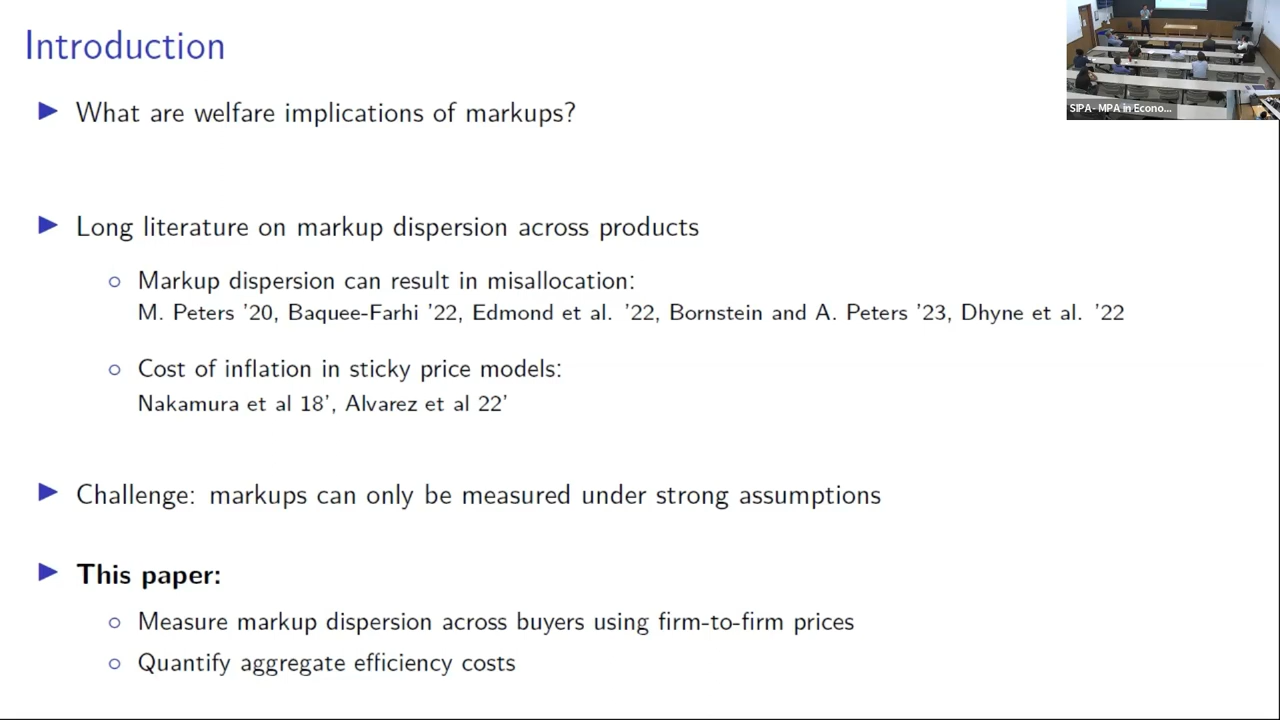 Introduction
What are welfare implications of markups?
Long literature on markup dispersion across products
Markup dispersion can result in misallocation:
M. Peters '20, Baquee-Farhi '22, Edmond et al. '22, Bornstein and A. Peters '23, Dhyne et al. '22
Cost of inflation in sticky price models:
Nakamura et al 18', Alvarez et al 22'
Challenge: markups can only be measured under strong assumptions
This paper:
Measure markup dispersion across buyers using firm-to-firm prices
Quantify aggregate efficiency costs
SIPA- MPA in Econo...